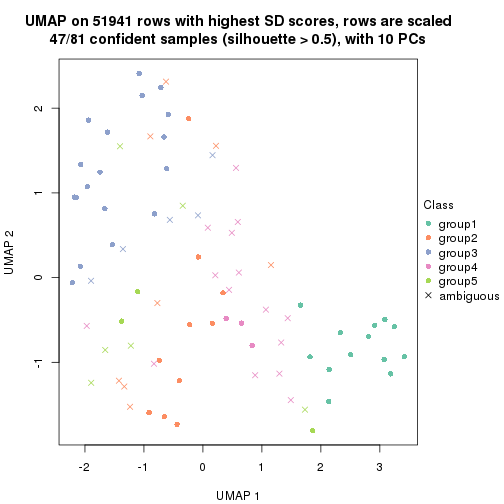 UMAP on 51941 rows with highest SD scores, rows are scaled
47/81 confident samples (silhouette > 0.5), with 10 PCs
UMAP 2
2
1
0
-1
-2
-1
0
1
2
3
UMAP 1
Class
group1
group2
group3
group4
group5
ambiguous